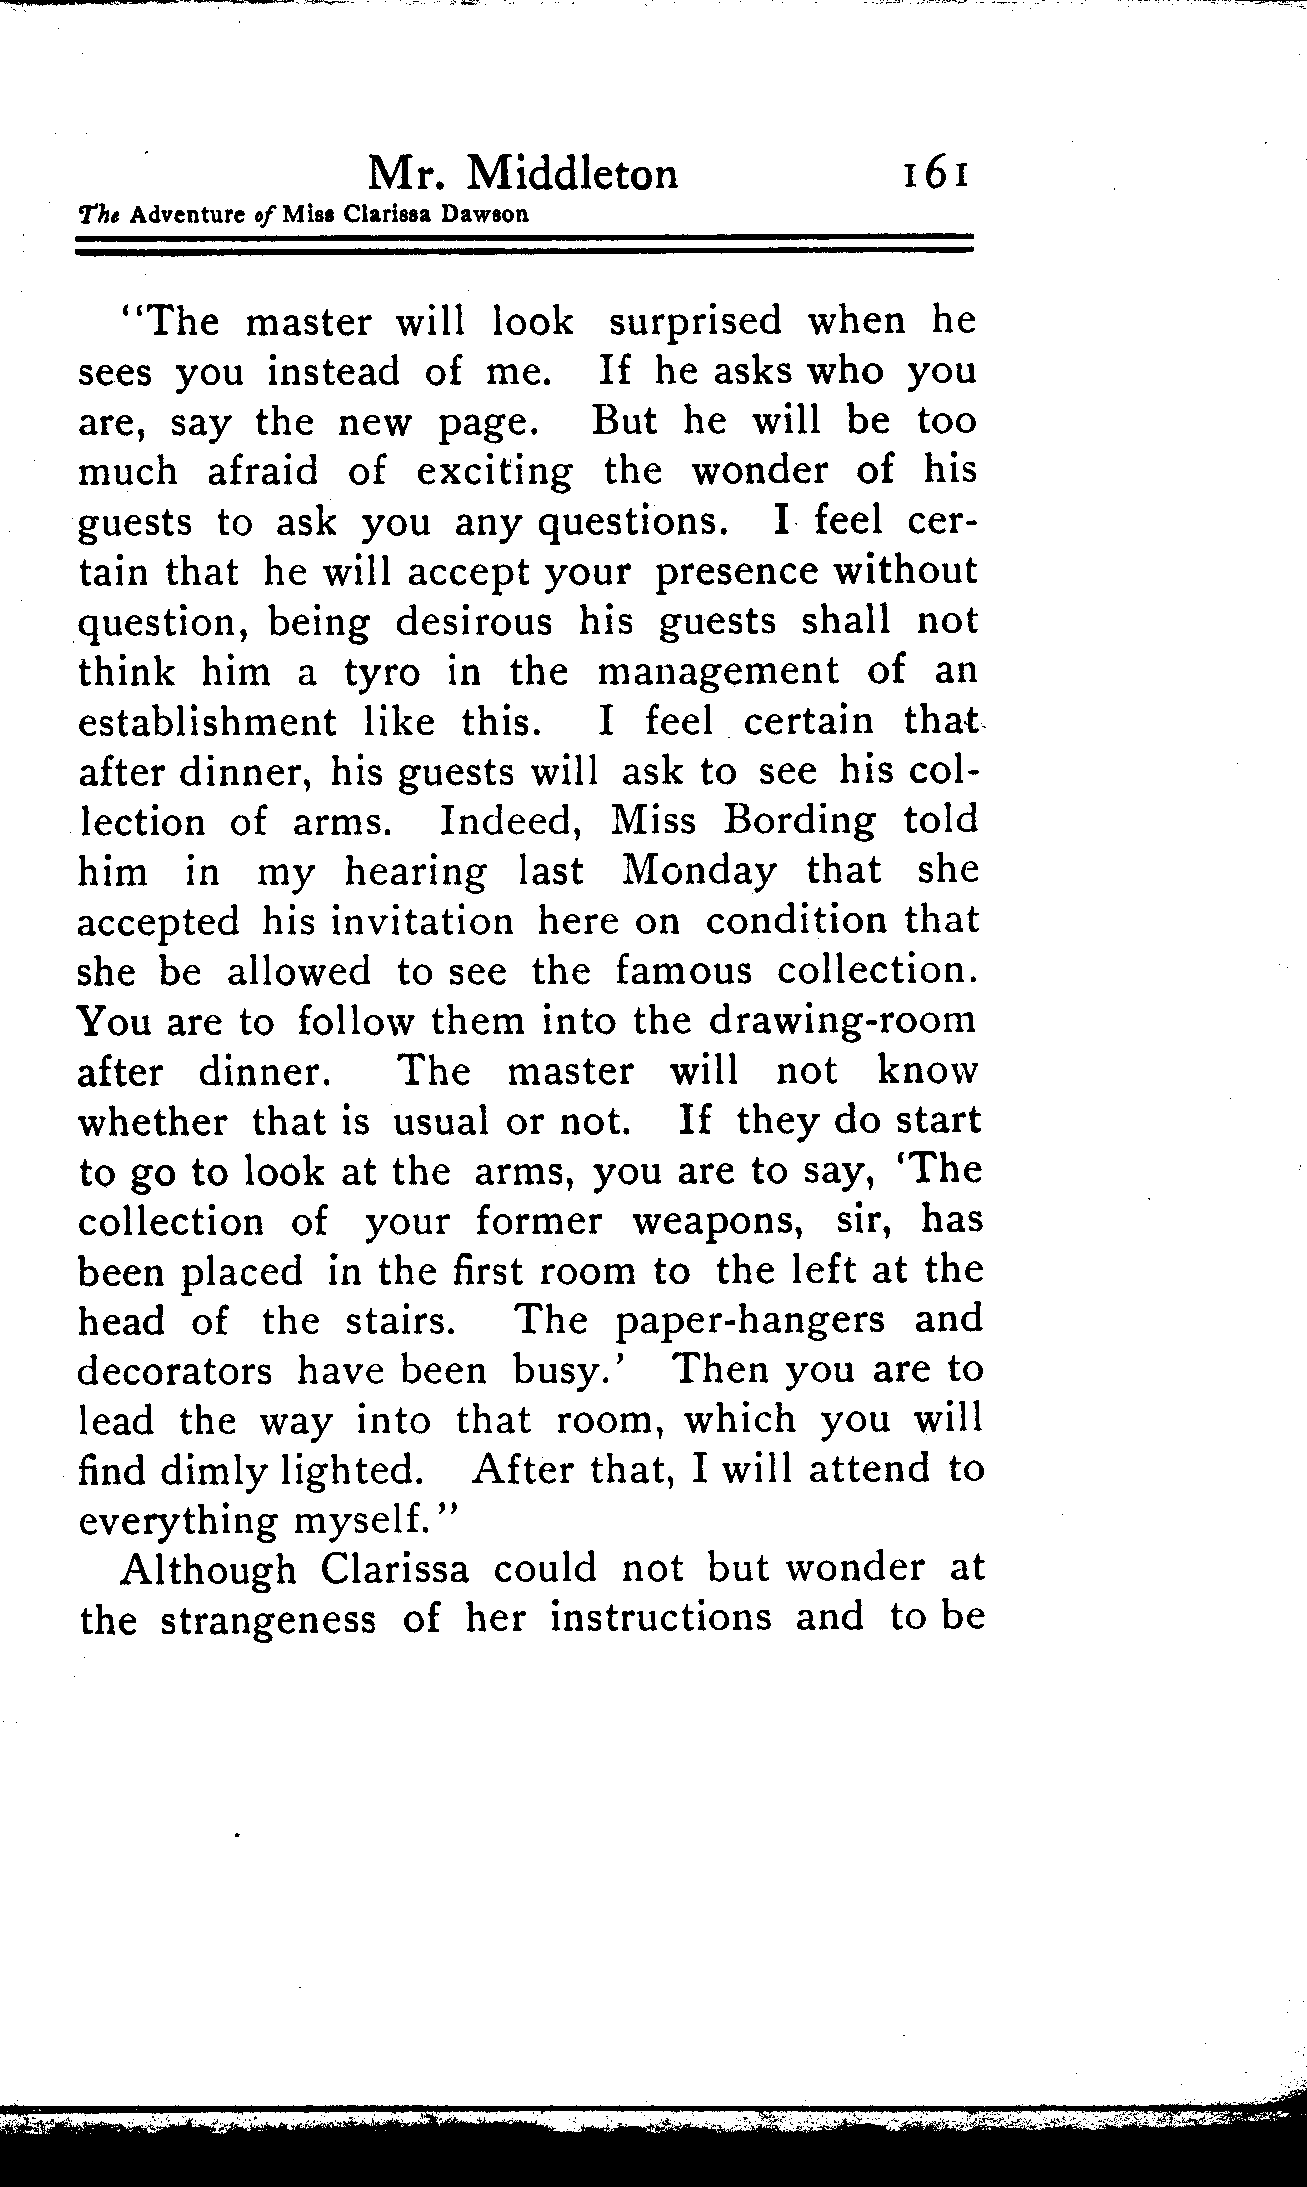 Mr. Middleton 161
The Adventure of Miss Clarissa Dawson
"The master will look surprised when he
sees you instead of me. If he asks who you
are, say the new page. But he will be too
much afraid of exciting the wonder of his
guests to ask you any questions. I feel cer-
tain that he will accept your presence without
question, being desirous his guests shall not
think him a tyro in the management of an
establishment like this. I feel certain that
after dinner, his guests will ask to see his col-
lection of arms. Indeed, Miss Bording told
him in my hearing last Monday that she
accepted his invitation here on condition that
she be allowed to see the famous collection.
You are to follow them into the drawing-room
after dinner. The master will not know
whether that is usual or not. If they do start
to go to look at the arms, you are to say, 'The
collection of your former weapons, sir, has
been placed in the first room to the left at the
head of the stairs. The paper-hangers and
decorators have been busy.' Then you are to
lead the way into that room, which you will
find dimly lighted. After that, I will attend to
everything myself."
Although Clarissa could not but wonder at
the strangeness of her instructions and to be